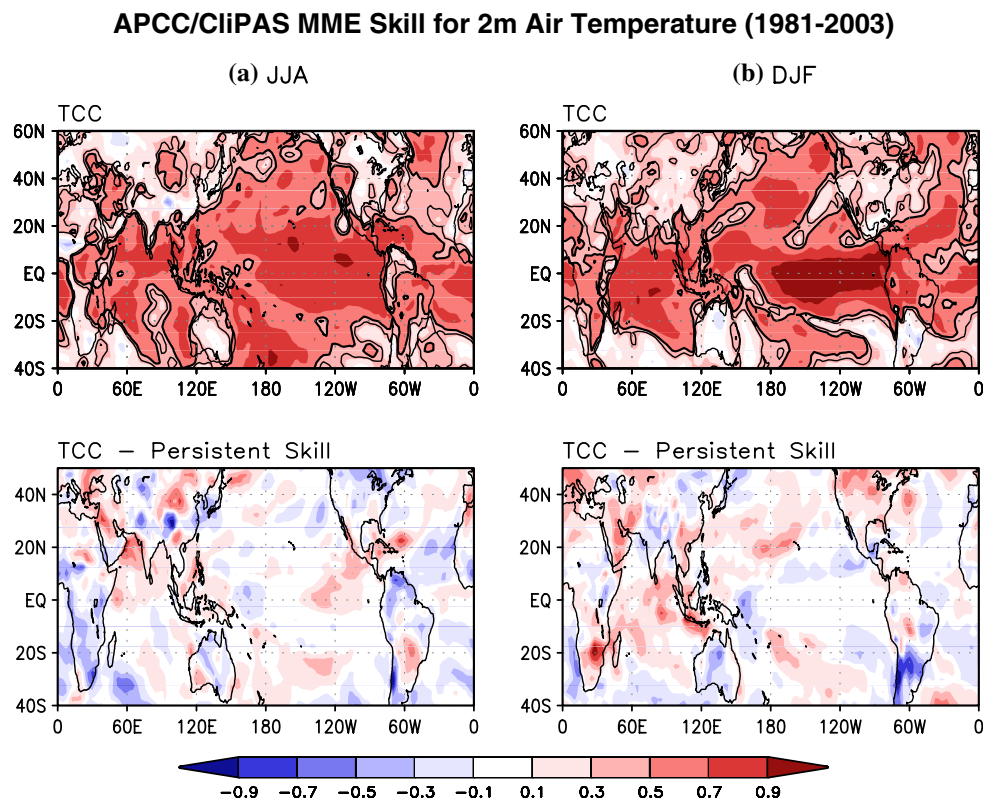 APCC/CliPAS MME Skill for 2m Air Temperature (1981-2003)
(a) JJA
(b) DJF
TCC
TCC
60N
40N
20N
EQ
20S
40S
60N
40N
20N
EQ
20S
40S
0 60E 120E 180 120W 60W 0
0 60E 120E 180 120W 60W 0
TCC – Persistent Skill
TCC – Persistent Skill
40N
20N
EQ
20S
40S
40N
20N
EQ
20S
40S
0 60E 120E 180 120W 60W 0
0 60E 120E 180 120W 60W 0
−0.9 −0.7 −0.5 −0.3 −0.1 0.1 0.3 0.5 0.7 0.9